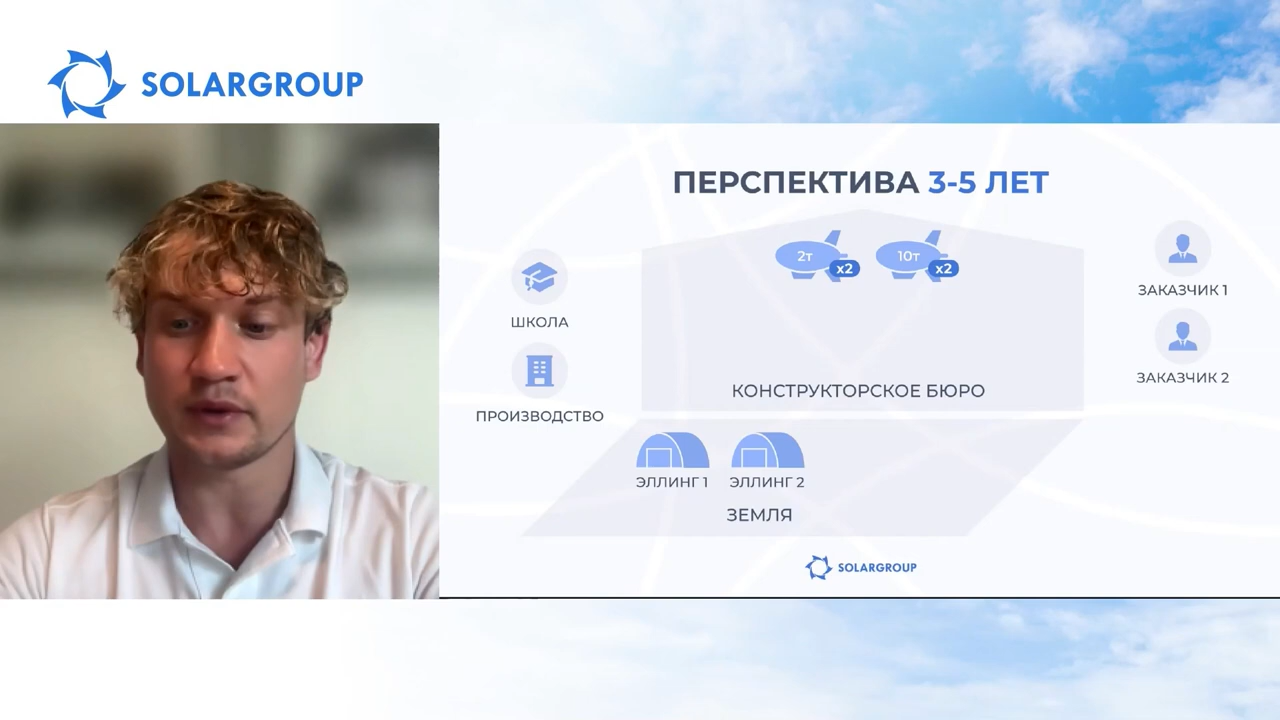 SOLARGROUP
ПЕРСПЕКТИВА 3-5 ЛЕТ
2т
x2
10т
x2
ШКОЛА
ПРОИЗВОДСТВО
ЗАКАЗЧИК 1
ЗАКАЗЧИК 2
КОНСТРУКТОРСКОЕ БЮРО
ЭЛЛИНГ 1
ЭЛЛИНГ 2
ЗЕМЛЯ
SOLARGROUP